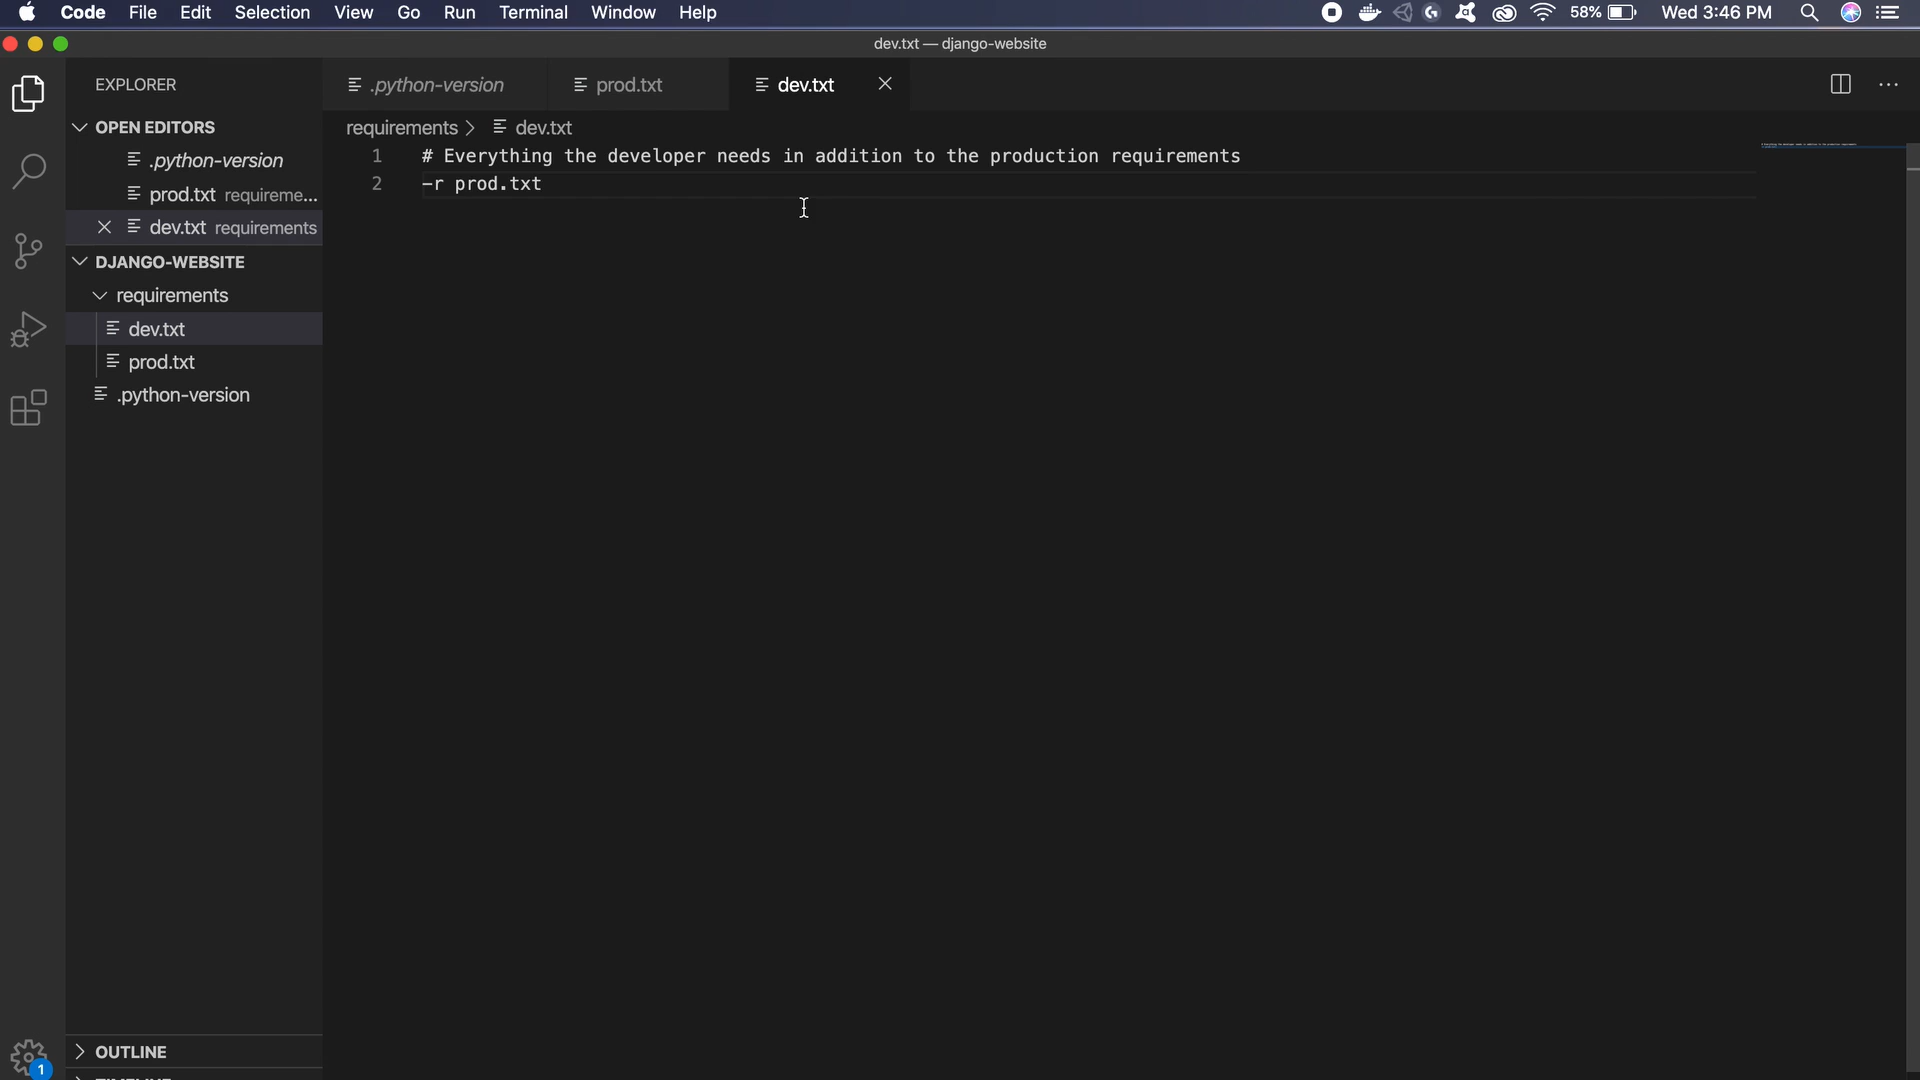 Code File Edit Selection View Go Run Terminal Window Help 58% Wed 3:46 PM
dev.txt — django-website
EXPLORER
.python-version prod.txt dev.txt
OPEN EDITORS
.python-version
prod.txt requireme...
dev.txt requirements
DJANGO-WEBSITE
requirements
dev.txt
prod.txt
.python-version
OUTLINE
1
requirements > dev.txt
1 # Everything the developer needs in addition to the production requirements
2 -r prod.txt